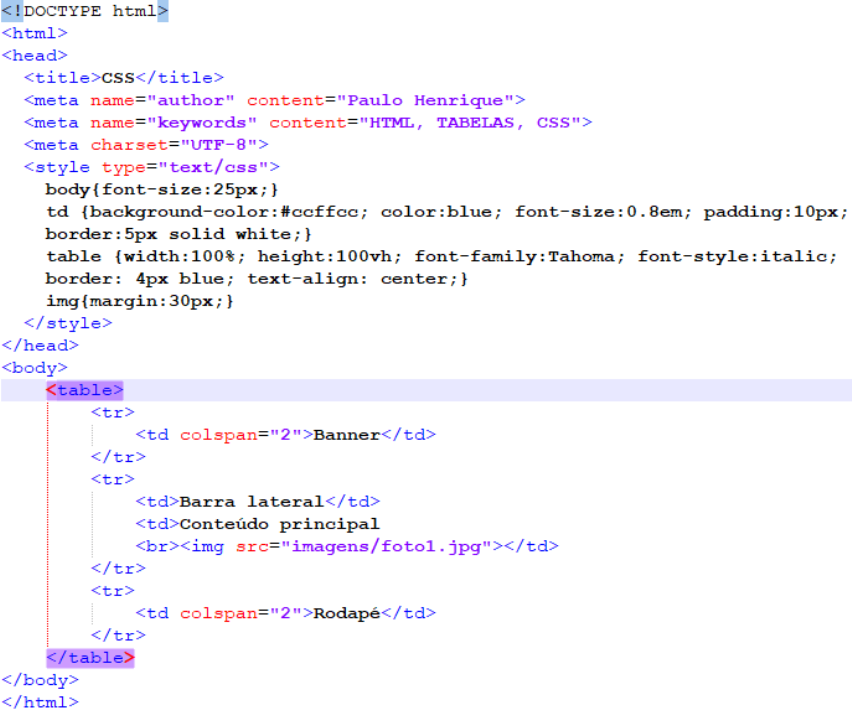 <!DOCTYPE html>
<html>
<head>
<title>CSS</title>
<meta name="author" content="Paulo Henrique">
<meta name="keywords" content="HTML, TABELAS, CSS">
<meta charset="UTF-8">
<style type="text/css">
body{font-size:25px;}
td {background-color:#ccffcc; color:blue; font-size:0.8em; padding:10px;
border:5px solid white;}
table {width:100%; height:100vh; font-family:Tahoma; font-style:italic;
border: 4px blue; text-align: center;}
img{margin:30px;}
</style>
</head>
<body>
<table>
<tr>
<td colspan="2">Banner</td>
</tr>
<tr>
<td>Barra lateral</td>
<td>Conteúdo principal
<br><img src="imagens/foto1.jpg"></td>
</tr>
<tr>
<td colspan="2">Rodapé</td>
</tr>
</table>
</body>
</html>